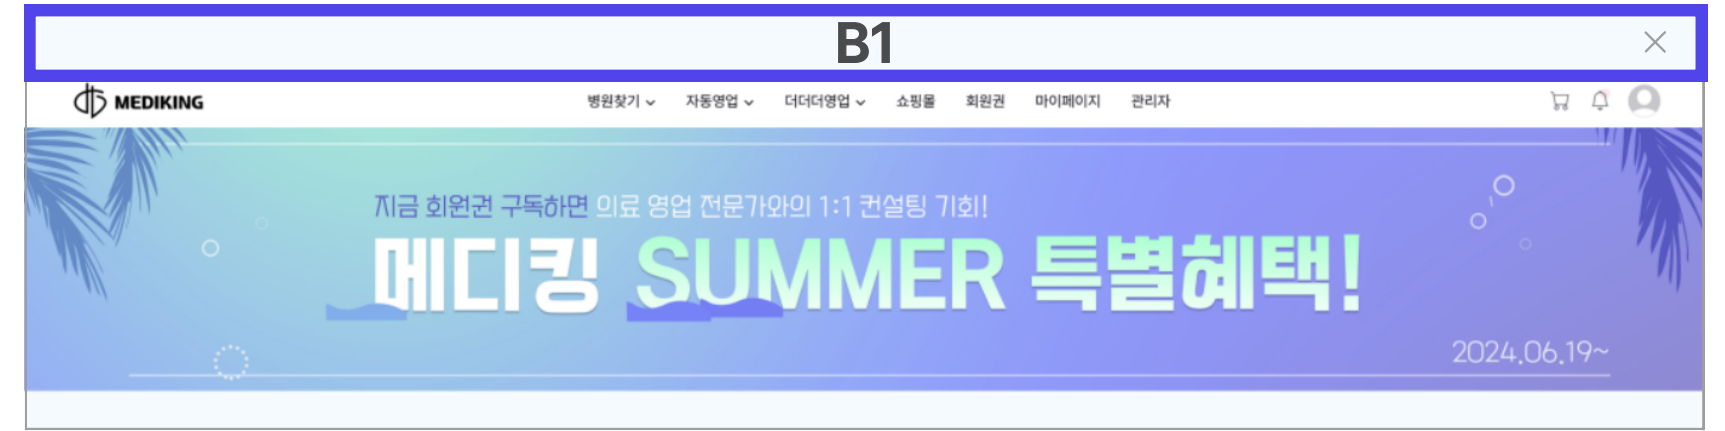 B1
MEDIKING 병원찾기 자동영업 더더더영업 쇼핑몰 회원권 마이페이지 관리자
지금 회원권 구독하면 의료 영업 전문가와의 1:1 컨설팅 기회!
메디킹 SUMMER 특별혜택!
2024.06.19~